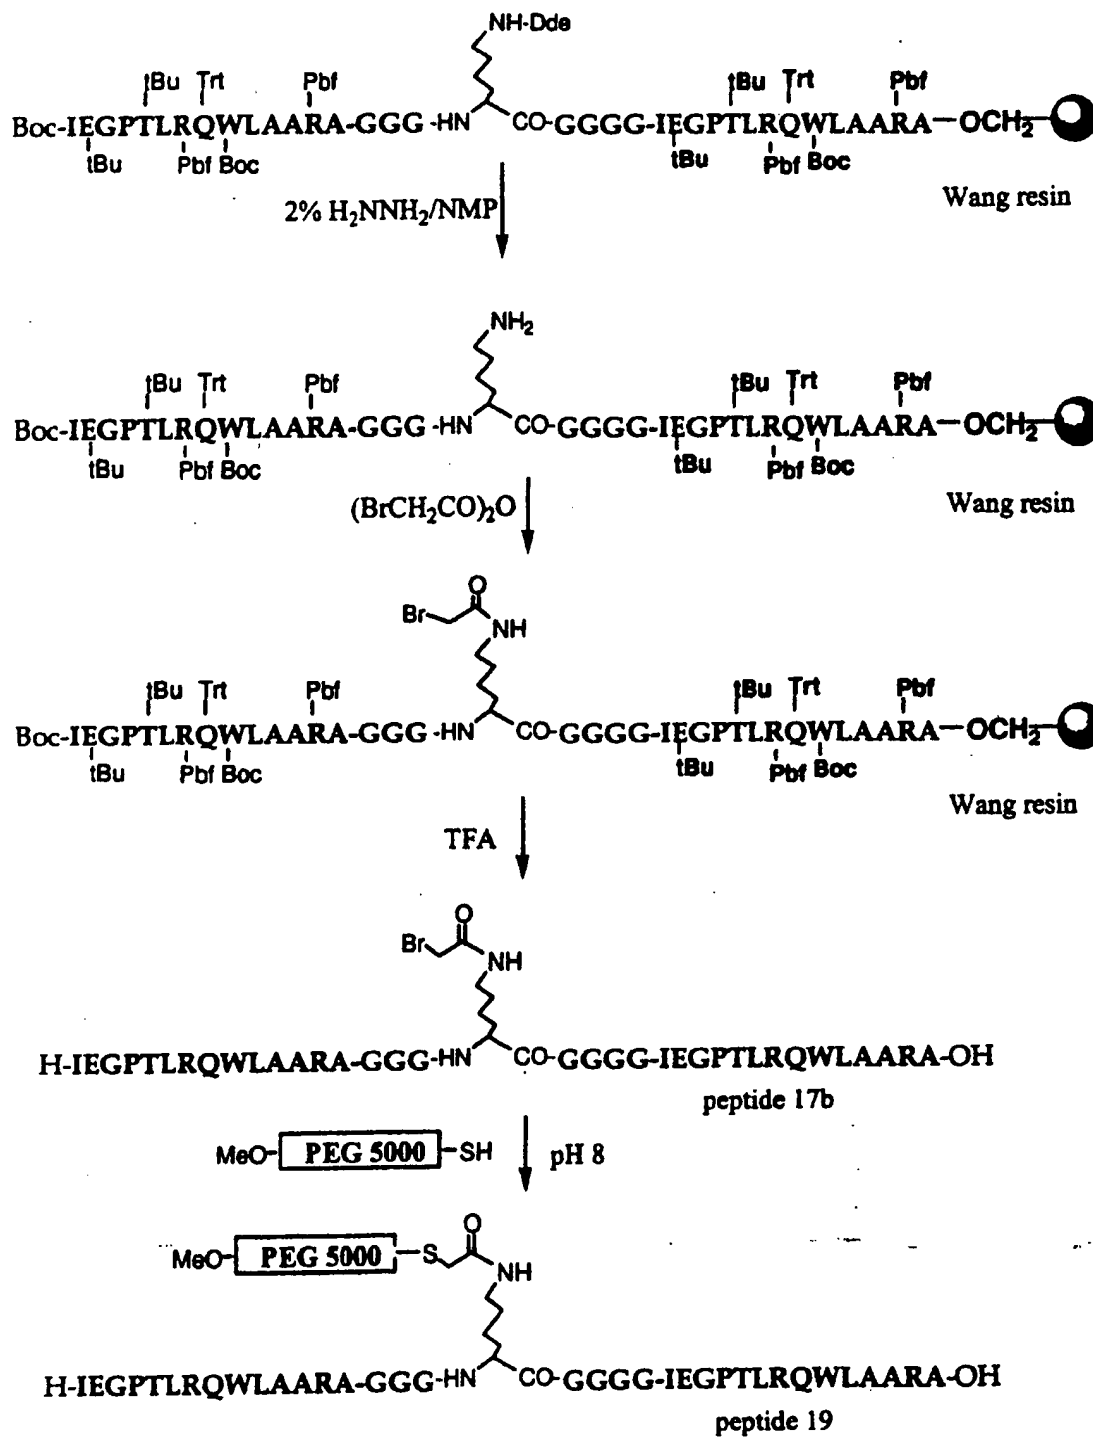 NH-Dde
tBu Trt Pbf tBu Trt Pbf
Boc-IEGPTLRQWLAARA-GGG-HN CO-GGGG-IEGPTLRQWLAARA-OCH2
tBu Pbf Boc tBu Pbf Boc
Wang resin
2% H2NNH2/NMP
NH2
tBu Trt Pbf tBu Trt Pbf
Boc-IEGPTLRQWLAARA-GGG-HN CO-GGGG-IEGPTLRQWLAARA-OCH2
tBu Pbf Boc tBu Pbf Boc
Wang resin
(BrCH2CO)2O
O
Br NH
tBu Trt Pbf tBu Trt Pbf
Boc-IEGPTLRQWLAARA-GGG-HN CO-GGGG-IEGPTLRQWLAARA-OCH2
tBu Pbf Boc tBu Pbf Boc
Wang resin
TFA
O
Br NH
H-IEGPTLRQWLAARA-GGG-HN CO-GGGG-IEGPTLRQWLAARA-OH
peptide 17b
MeO-PEG 5000-SH pH 8
O
MeO-PEG 5000-S NH
H-IEGPTLRQWLAARA-GGG-HN CO-GGGG-IEGPTLRQWLAARA-OH
peptide 19